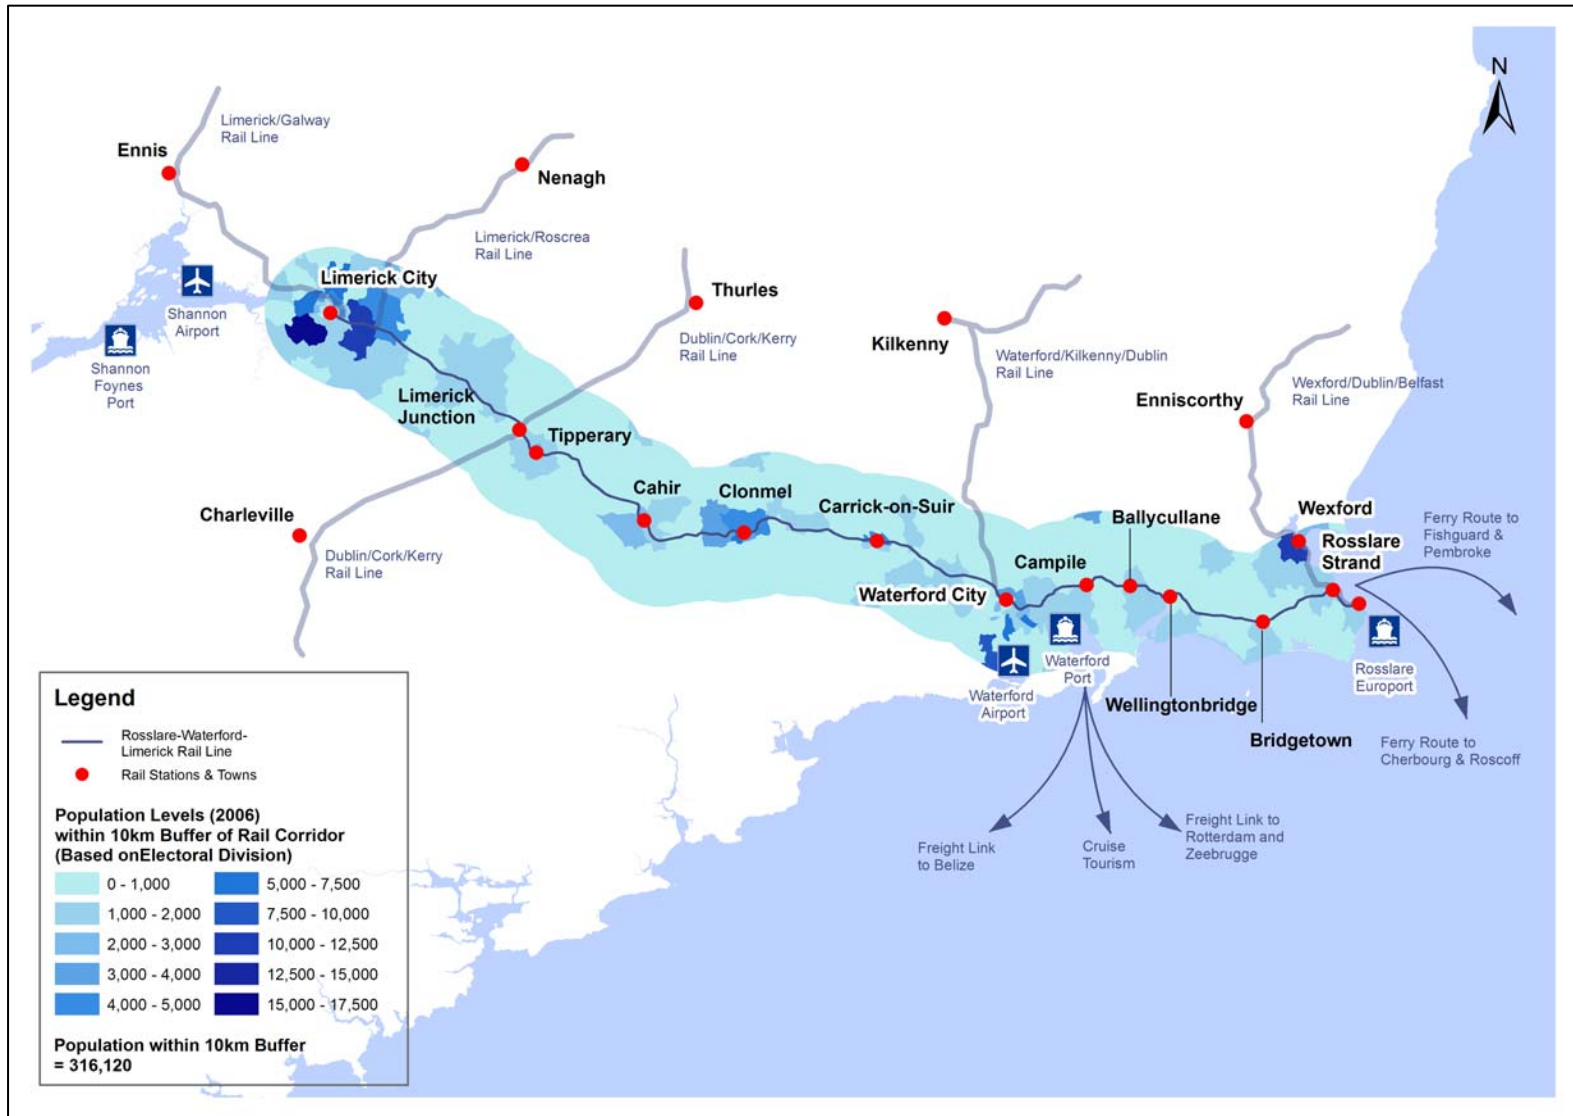 N
Limerick/Galway
Rail Line
Ennis
Nenagh
Limerick/Roscrea
Rail Line
Limerick City
Shannon
Airport
Thurles
Shannon
Foynes
Port
Dublin/Cork/Kerry
Rail Line
Kilkenny
Waterford/Kilkenny/Dublin
Rail Line
Wexford/Dublin/Belfast
Rail Line
Enniscorthy
Limerick
Junction
Tipperary
Cahir
Clonmel
Carrick-on-Suir
Charleville
Dublin/Cork/Kerry
Rail Line
Ballycullane
Wexford
Rosslare
Strand
Ferry Route to
Fishguard &
Pembroke
Campile
Waterford City
Waterford
Port
Waterford
Airport
Rosslare
Europort
Wellingtonbridge
Bridgetown
Ferry Route to
Cherbourg & Roscoff
Freight Link
to Belize
Cruise
Tourism
Freight Link to
Rotterdam and
Zeebrugge
Legend
Rosslare-Waterford-
Limerick Rail Line
Rail Stations & Towns
Population Levels (2006)
within 10km Buffer of Rail Corridor
(Based onElectoral Division)
0 - 1,000
1,000 - 2,000
2,000 - 3,000
3,000 - 4,000
4,000 - 5,000
5,000 - 7,500
7,500 - 10,000
10,000 - 12,500
12,500 - 15,000
15,000 - 17,500
Population within 10km Buffer
= 316,120